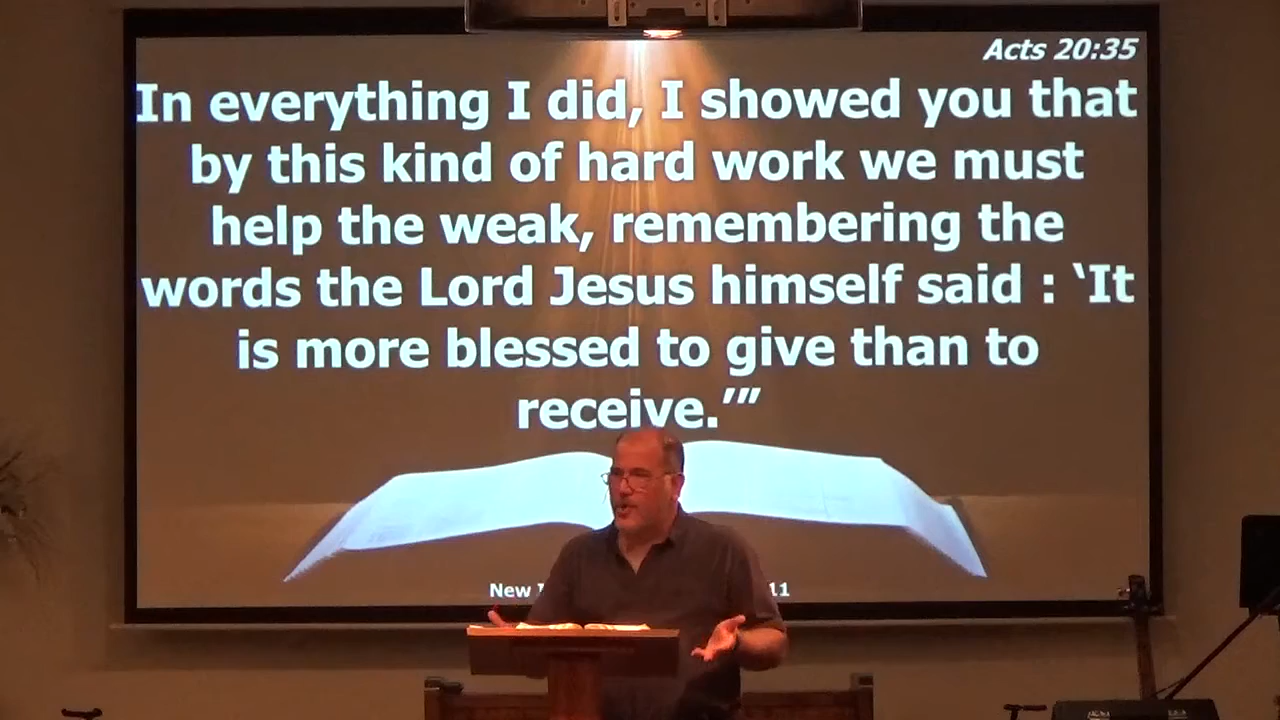 Acts 20:35
In everything I did, I showed you that
by this kind of hard work we must
help the weak, remembering the
words the Lord Jesus himself said : ‘It
is more blessed to give than to
receive.’”
New
11